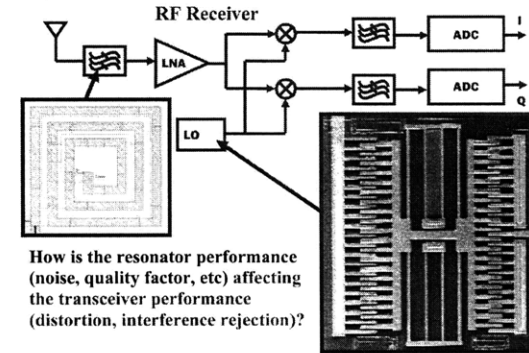 RF Receiver
LNA
I
ADC
ADC
Q
LO
How is the resonator performance
(noise, quality factor, etc) affecting
the transceiver performance
(distortion, interference rejection)?